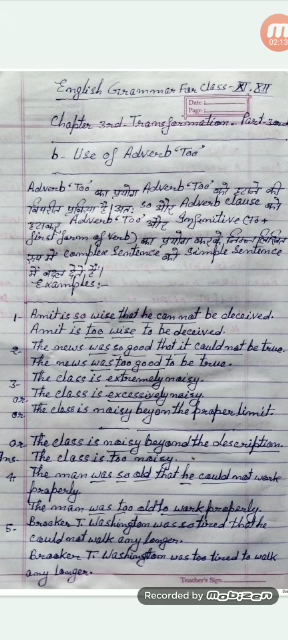 02:13
English Grammar For Class-XI, XII
Date :
Page :
Chapter 3rd. Transformation. Part-3rd
b- Use of Adverb 'Too'
Adverb 'Too' का प्रयोग Adverb 'Too' को हटाने की
विपरीत प्रक्रिया है। अतः so और Adverb clause को
हटाकर Adverb 'Too' और Infinitive (to+
first form of verb) का प्रयोग करके निम्न लिखित
रूप में complex Sentence को Simple Sentence
में बदल देते हैं।
Examples:-
1- Amit is so wise that he can not be deceived.
Amit is too wise to be deceived.
2. The news was so good that it could not be true.
The news was too good to be true.
3- The class is extremely noisy.
or. The class is excessively noisy.
or The class is noisy beyon the proper limit.
or The class is noisy beyond the description.
Ans. The class is too noisy.
4. The man was so old that he could not work
properly.
The man was too old to work properly.
5. Brooker T. Washington was so tired that he
could not walk any longer.
Brooker T. Washington was too tired to walk
any longer.
Teacher's Sign
Recorded by mobizen